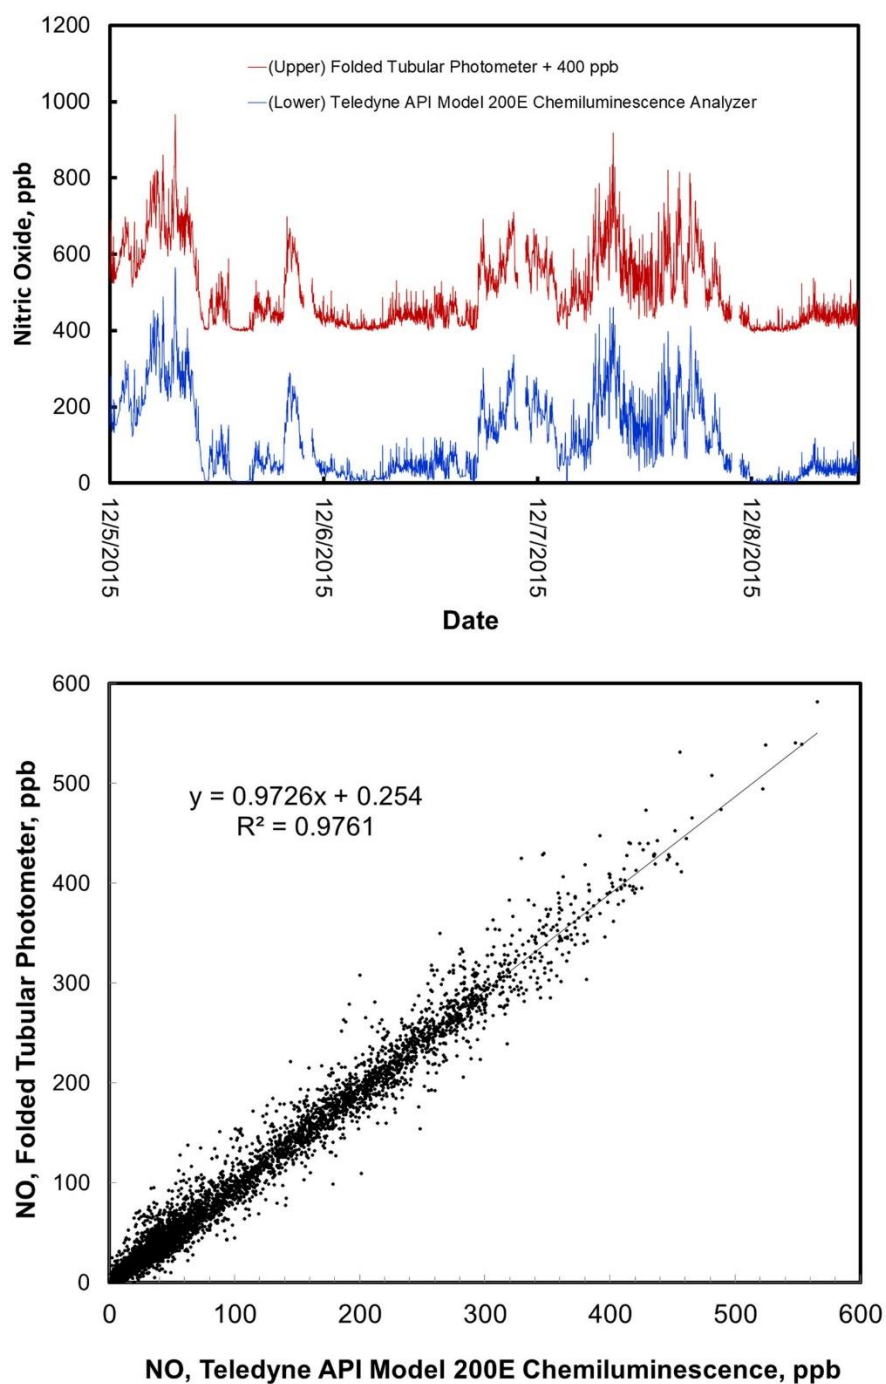 1200
1000
800
600
400
200
0
Nitric Oxide, ppb
(Upper) Folded Tubular Photometer + 400 ppb
(Lower) Teledyne API Model 200E Chemiluminescence Analyzer
12/5/2015
12/6/2015
12/7/2015
12/8/2015
Date
600
500
400
300
200
100
0
NO, Folded Tubular Photometer, ppb
y = 0.9726x + 0.254
R² = 0.9761
0 100 200 300 400 500 600
NO, Teledyne API Model 200E Chemiluminescence, ppb